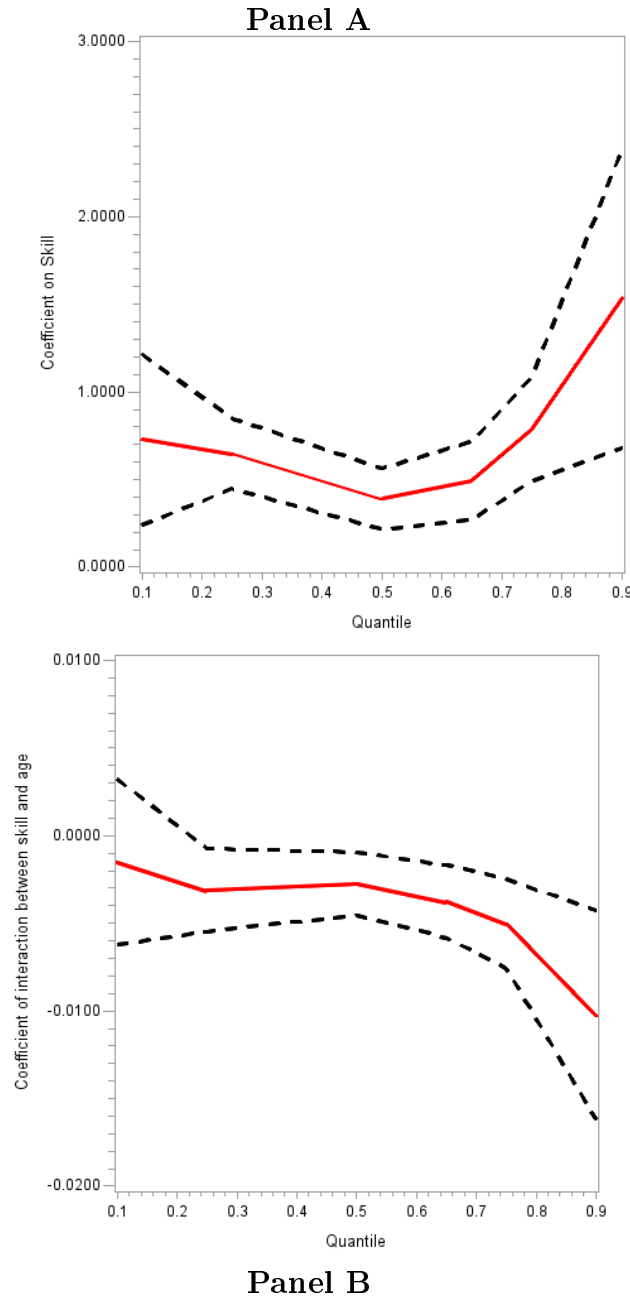 Panel A
3.0000
2.0000
1.0000
0.0000
Coefficient on Skill
0.1 0.2 0.3 0.4 0.5 0.6 0.7 0.8 0.9
Quantile
0.0100
0.0000
-0.0100
-0.0200
Coefficient of interaction between skill and age
0.1 0.2 0.3 0.4 0.5 0.6 0.7 0.8 0.9
Quantile
Panel B